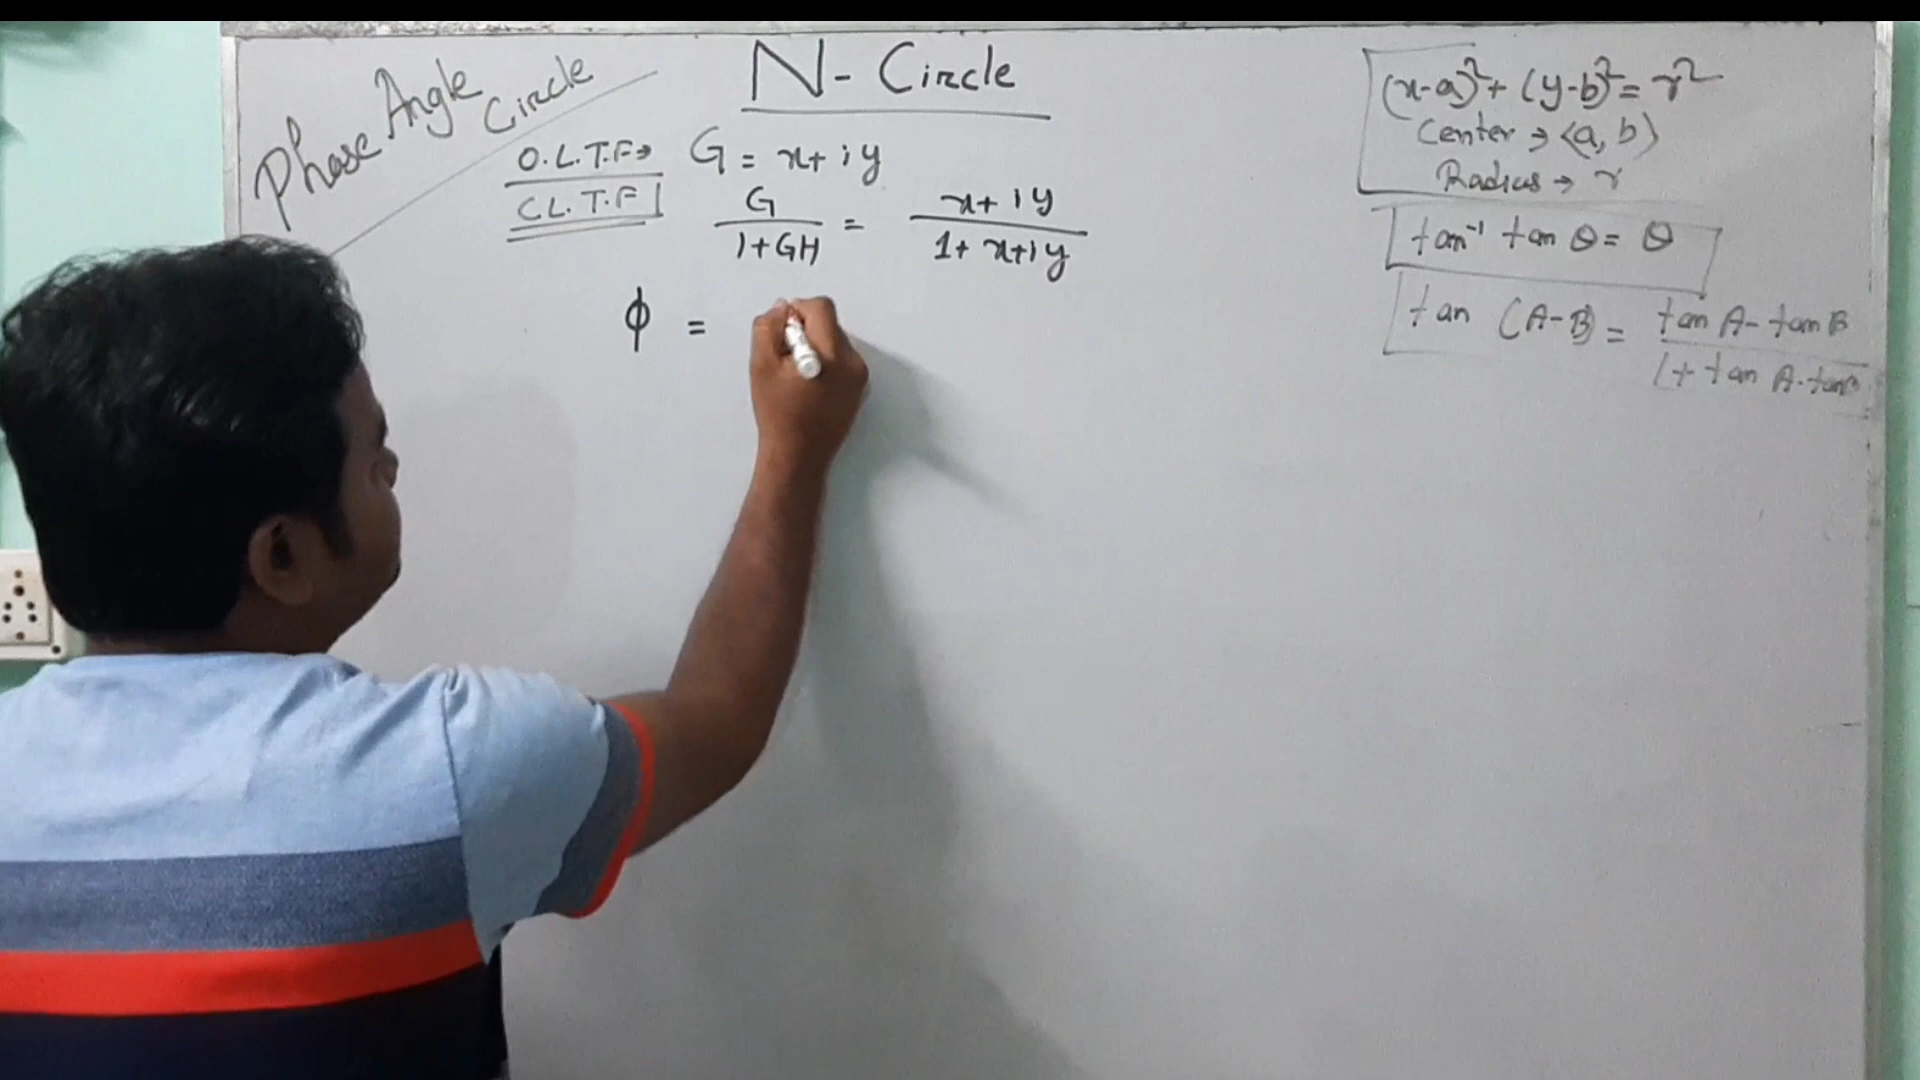 Phase Angle Circle
N- Circle
O.L.T.F→ G = x+iy
C.L.T.F G/1+GH = x+iy/1+x+iy
ϕ =
(x-a)²+(y-b)²= r²
Center → (a, b)
Radius → r
tan⁻¹ tan θ= θ
tan (A-B) = tan A- tan B/1+ tan A. tan B